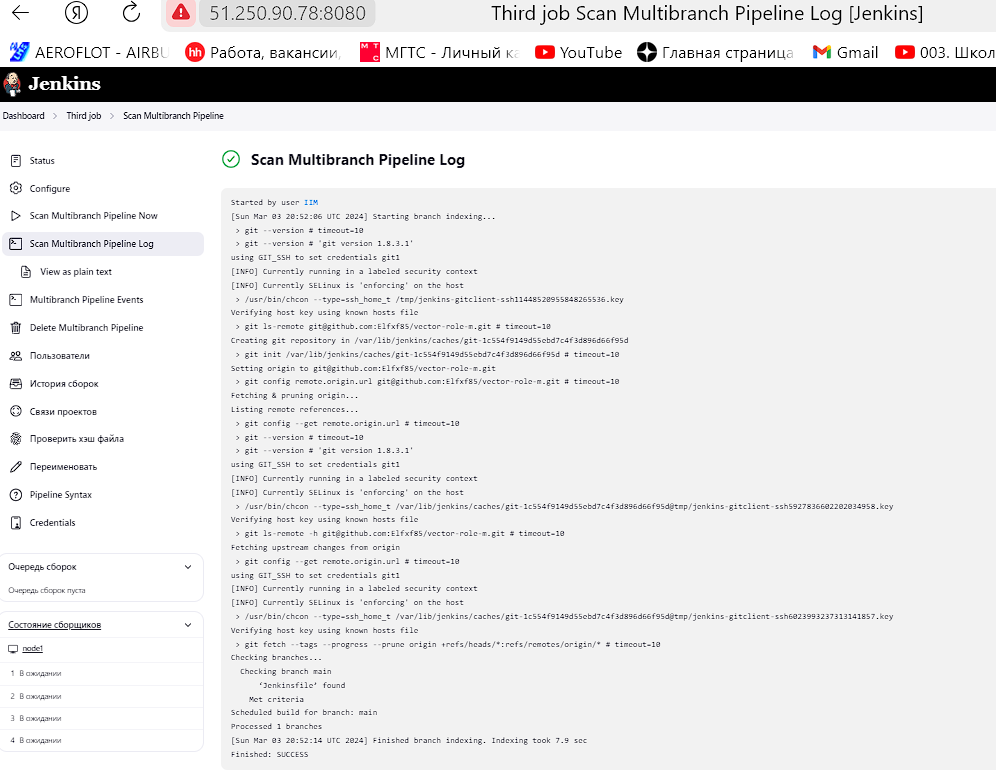 51.250.90.78:8080 Third job Scan Multibranch Pipeline Log [Jenkins]
AEROFLOT - AIRBU Работа, вакансии, МГТС - Личный ка YouTube Главная страница Gmail 003. Школ
Jenkins
Dashboard > Third job > Scan Multibranch Pipeline
Status
Configure
Scan Multibranch Pipeline Now
Scan Multibranch Pipeline Log
View as plain text
Multibranch Pipeline Events
Delete Multibranch Pipeline
Пользователи
История сборок
Связи проектов
Проверить хэш файла
Переименовать
Pipeline Syntax
Credentials
Очередь сборок
Очередь сборок пуста
Состояние сборщиков
node1
1 В ожидании
2 В ожидании
3 В ожидании
4 В ожидании
Scan Multibranch Pipeline Log
Started by user IIM
[Sun Mar 03 20:52:06 UTC 2024] Starting branch indexing...
> git --version # timeout=10
> git --version # 'git version 1.8.3.1'
using GIT_SSH to set credentials git1
[INFO] Currently running in a labeled security context
[INFO] Currently SELinux is 'enforcing' on the host
> /usr/bin/chcon --type=ssh_home_t /tmp/jenkins-gitclient-ssh11448520955848265536.key
Verifying host key using known hosts file
> git ls-remote git@github.com:Elfxf85/vector-role-m.git # timeout=10
Creating git repository in /var/lib/jenkins/caches/git-1c554f9149d55ebd7c4f3d896d66f95d
> git init /var/lib/jenkins/caches/git-1c554f9149d55ebd7c4f3d896d66f95d # timeout=10
Setting origin to git@github.com:Elfxf85/vector-role-m.git
> git config remote.origin.url git@github.com:Elfxf85/vector-role-m.git # timeout=10
Fetching & pruning origin...
Listing remote references...
> git config --get remote.origin.url # timeout=10
> git --version # timeout=10
> git --version # 'git version 1.8.3.1'
using GIT_SSH to set credentials git1
[INFO] Currently running in a labeled security context
[INFO] Currently SELinux is 'enforcing' on the host
> /usr/bin/chcon --type=ssh_home_t /var/lib/jenkins/caches/git-1c554f9149d55ebd7c4f3d896d66f95d@tmp/jenkins-gitclient-ssh5927836602202034958.key
Verifying host key using known hosts file
> git ls-remote -h git@github.com:Elfxf85/vector-role-m.git # timeout=10
Fetching upstream changes from origin
> git config --get remote.origin.url # timeout=10
using GIT_SSH to set credentials git1
[INFO] Currently running in a labeled security context
[INFO] Currently SELinux is 'enforcing' on the host
> /usr/bin/chcon --type=ssh_home_t /var/lib/jenkins/caches/git-1c554f9149d55ebd7c4f3d896d66f95d@tmp/jenkins-gitclient-ssh6023993237313141857.key
Verifying host key using known hosts file
> git fetch --tags --progress --prune origin +refs/heads/*:refs/remotes/origin/* # timeout=10
Checking branches...
Checking branch main
‘Jenkinsfile’ found
Met criteria
Scheduled build for branch: main
Processed 1 branches
[Sun Mar 03 20:52:14 UTC 2024] Finished branch indexing. Indexing took 7.9 sec
Finished: SUCCESS